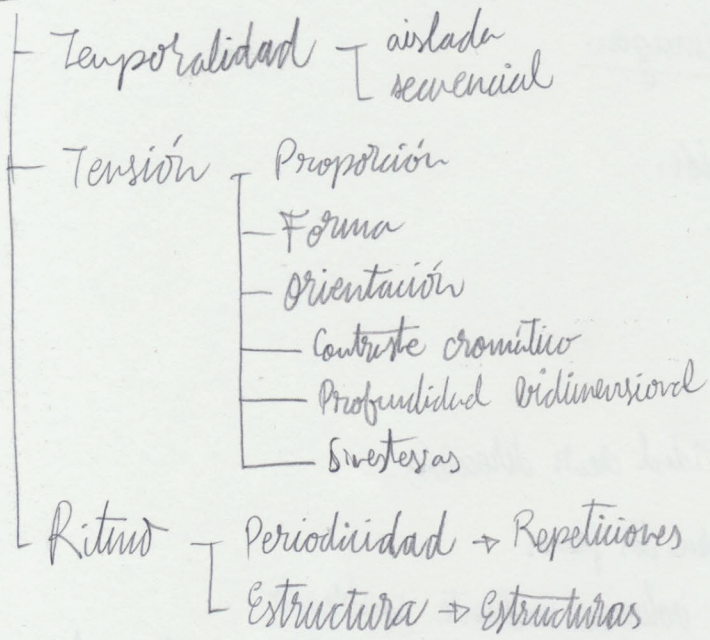 Temporalidad aislada
secuencial
Tensión Proporción
Forma
Orientación
Contraste cromático
Profundidad bidimensional
Sinestesias
Ritmo Periodicidad → Repeticiones
Estructura → Estructuras